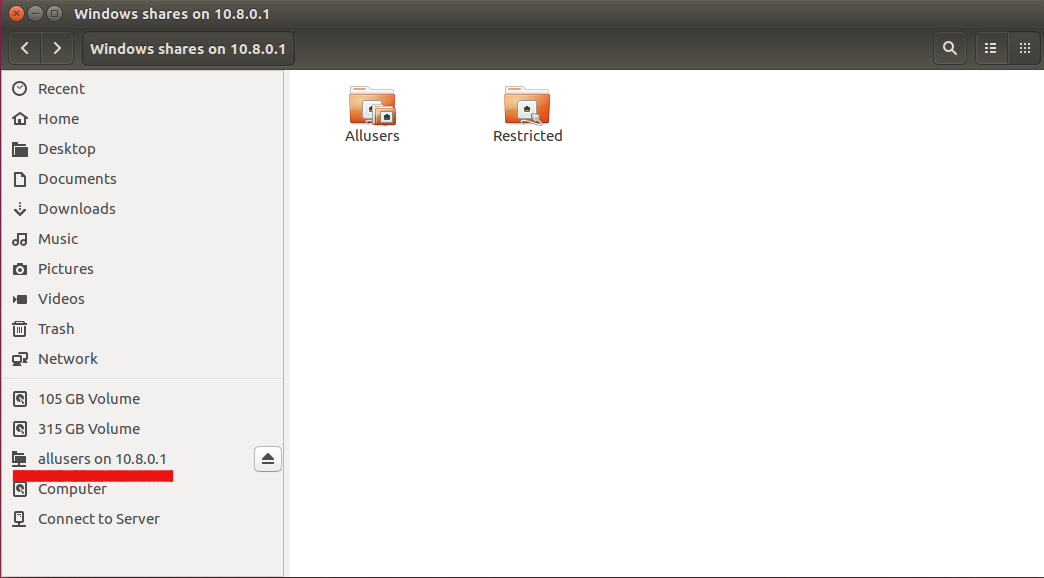 Windows shares on 10.8.0.1
Windows shares on 10.8.0.1
Recent
Home
Desktop
Documents
Downloads
Music
Pictures
Videos
Trash
Network
105 GB Volume
315 GB Volume
allusers on 10.8.0.1
Computer
Connect to Server
Allusers
Restricted